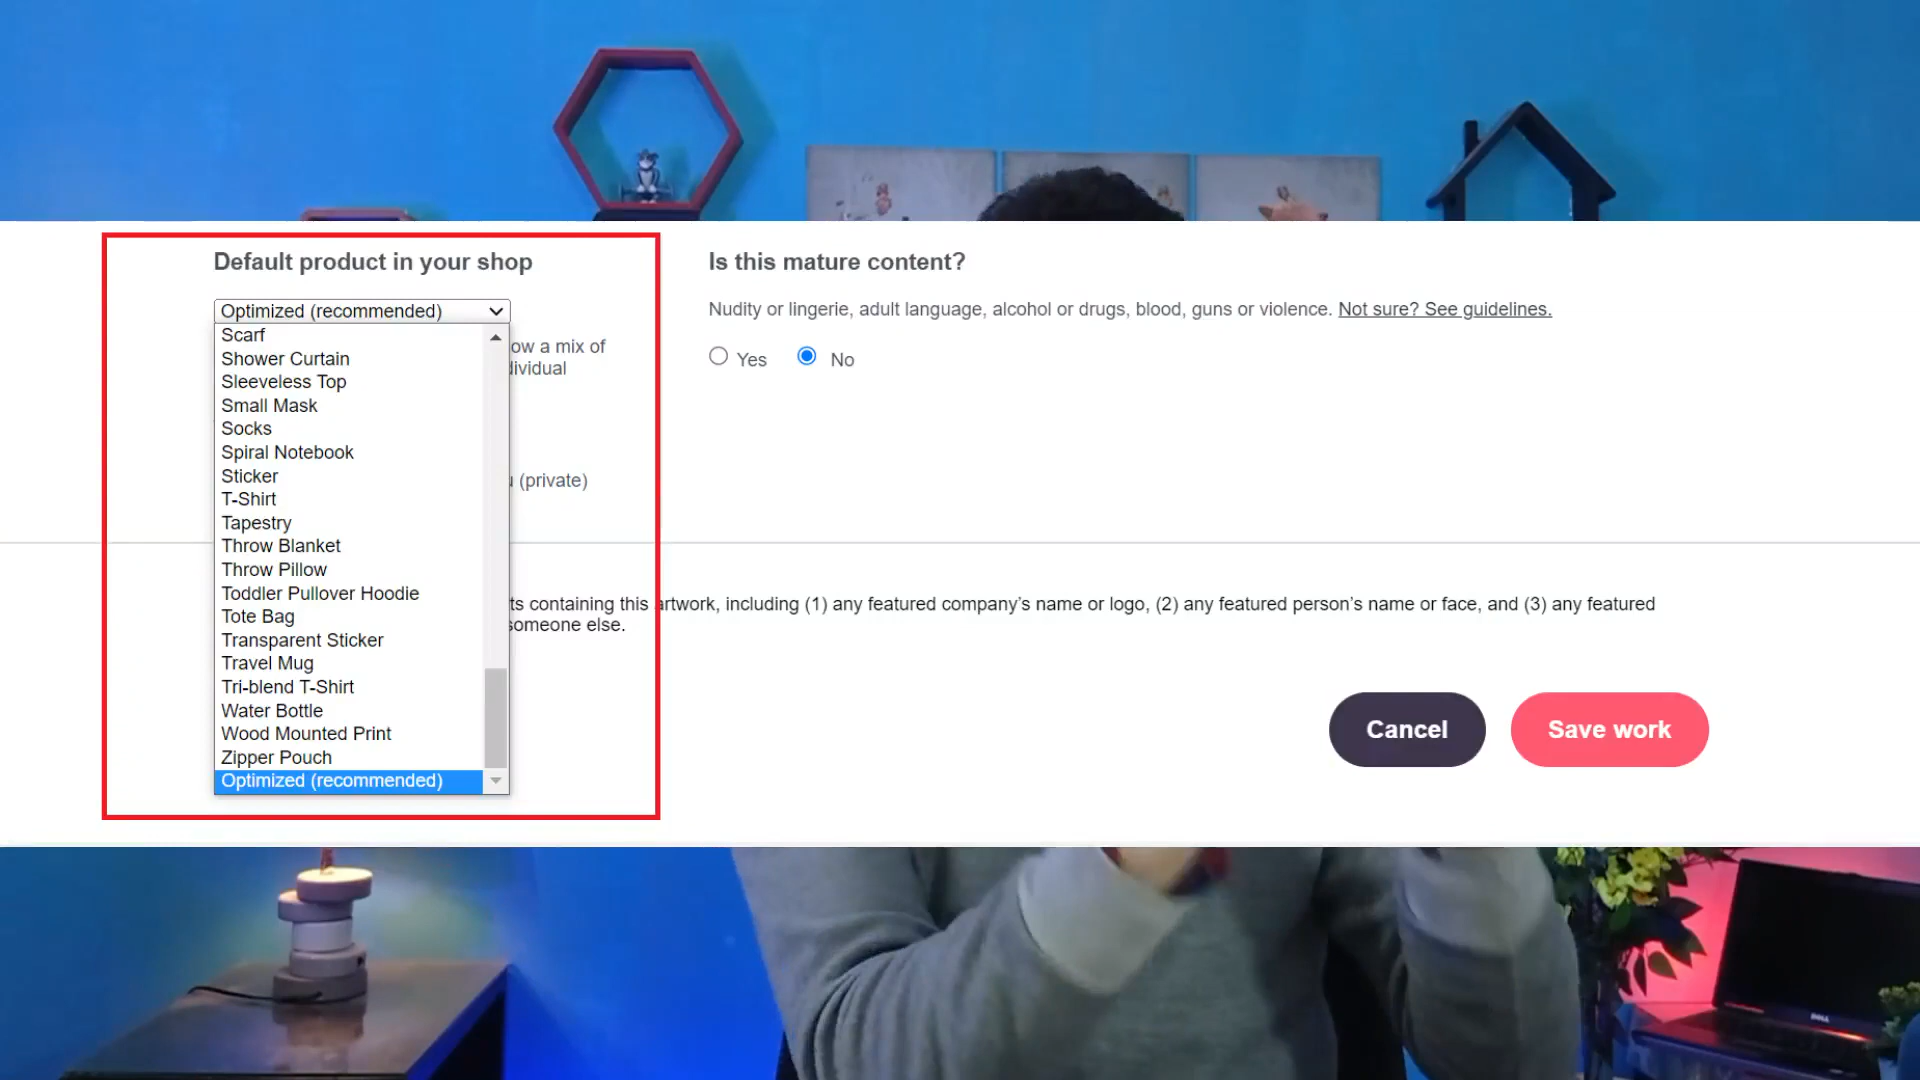 Default product in your shop
Optimized (recommended)
Scarf
Shower Curtain
Sleeveless Top
Small Mask
Socks
Spiral Notebook
Sticker
T-Shirt
Tapestry
Throw Blanket
Throw Pillow
Toddler Pullover Hoodie
Tote Bag
Transparent Sticker
Travel Mug
Tri-blend T-Shirt
Water Bottle
Wood Mounted Print
Zipper Pouch
Optimized (recommended)
ow a mix of
dividual
(private)
Is this mature content?
Nudity or lingerie, adult language, alcohol or drugs, blood, guns or violence. Not sure? See guidelines.
Yes No
ts containing this artwork, including (1) any featured company's name or logo, (2) any featured person's name or face, and (3) any featured
someone else.
Cancel Save work
DELL